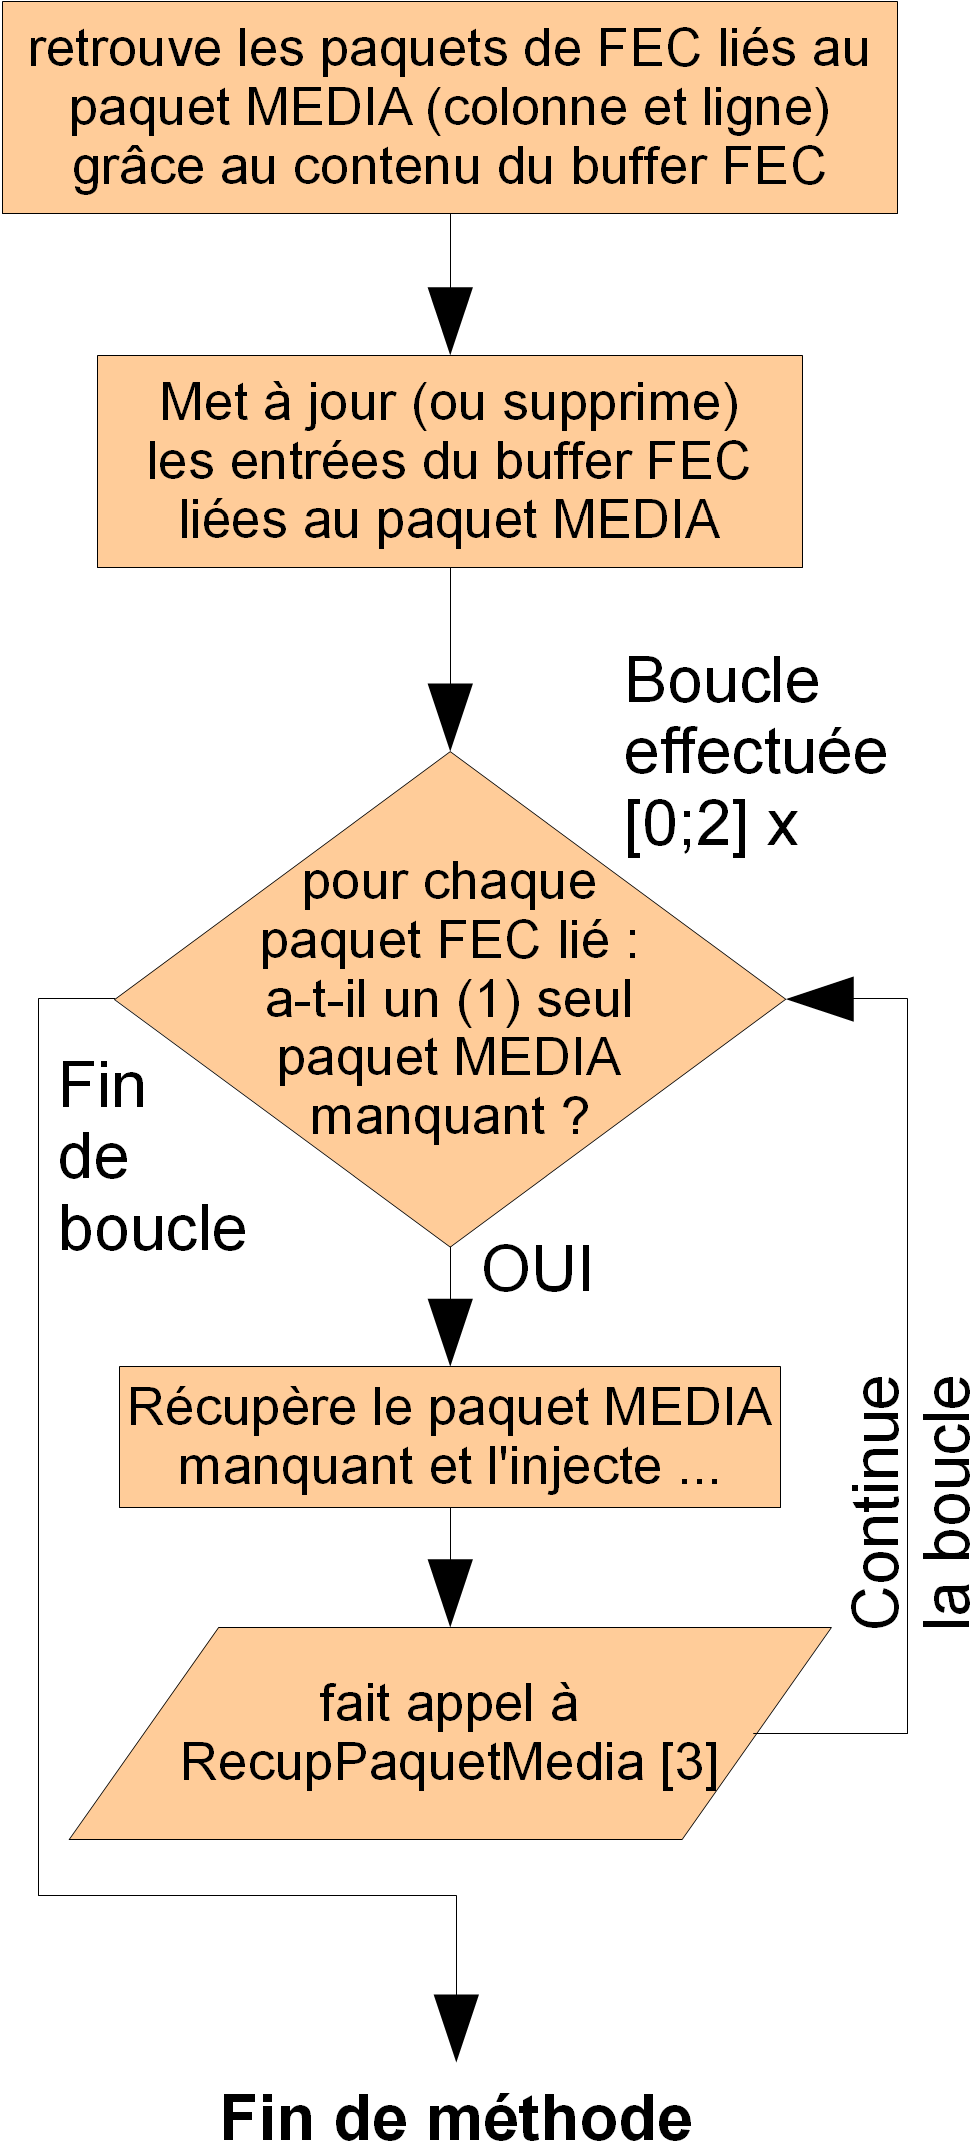 retrouve les paquets de FEC liés au
paquet MEDIA (colonne et ligne)
grâce au contenu du buffer FEC
Met à jour (ou supprime)
les entrées du buffer FEC
liées au paquet MEDIA
Boucle
effectuée
[0;2] x
pour chaque
paquet FEC lié :
a-t-il un (1) seul
paquet MEDIA
manquant ?
Fin
de
boucle
OUI
Récupère le paquet MEDIA
manquant et l'injecte ...
Continue
la boucle
fait appel à
RecupPaquetMedia [3]
Fin de méthode